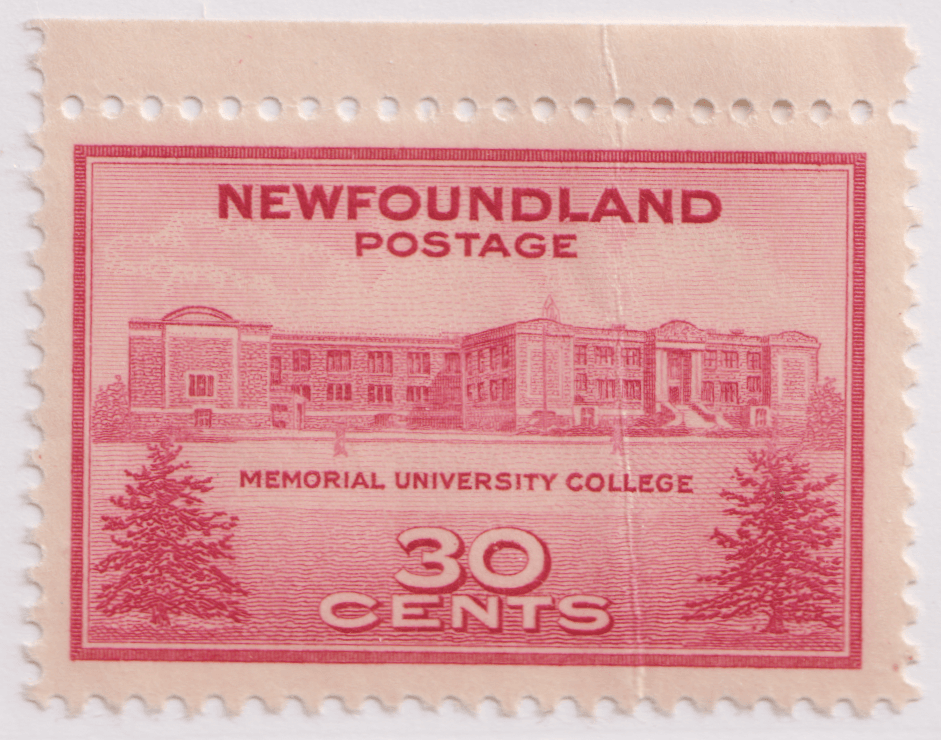 NEWFOUNDLAND
POSTAGE
MEMORIAL UNIVERSITY COLLEGE
30
CENTS